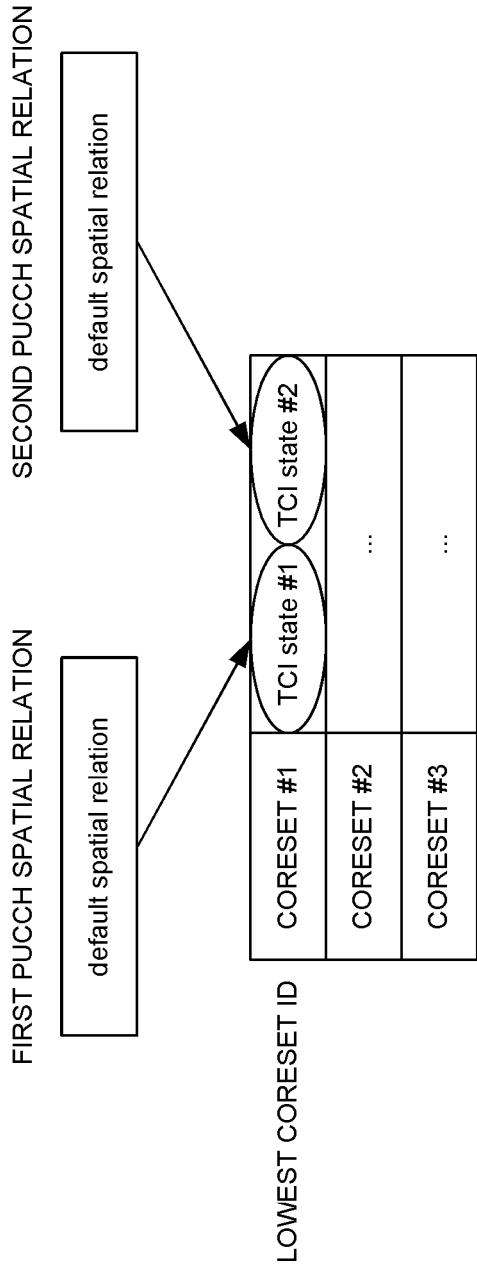 FIRST PUCCH SPATIAL RELATION
SECOND PUCCH SPATIAL RELATION
default spatial relation
default spatial relation
LOWEST CORESET ID
CORESET #1
TCI state #1
TCI state #2
CORESET #2
...
CORESET #3
...